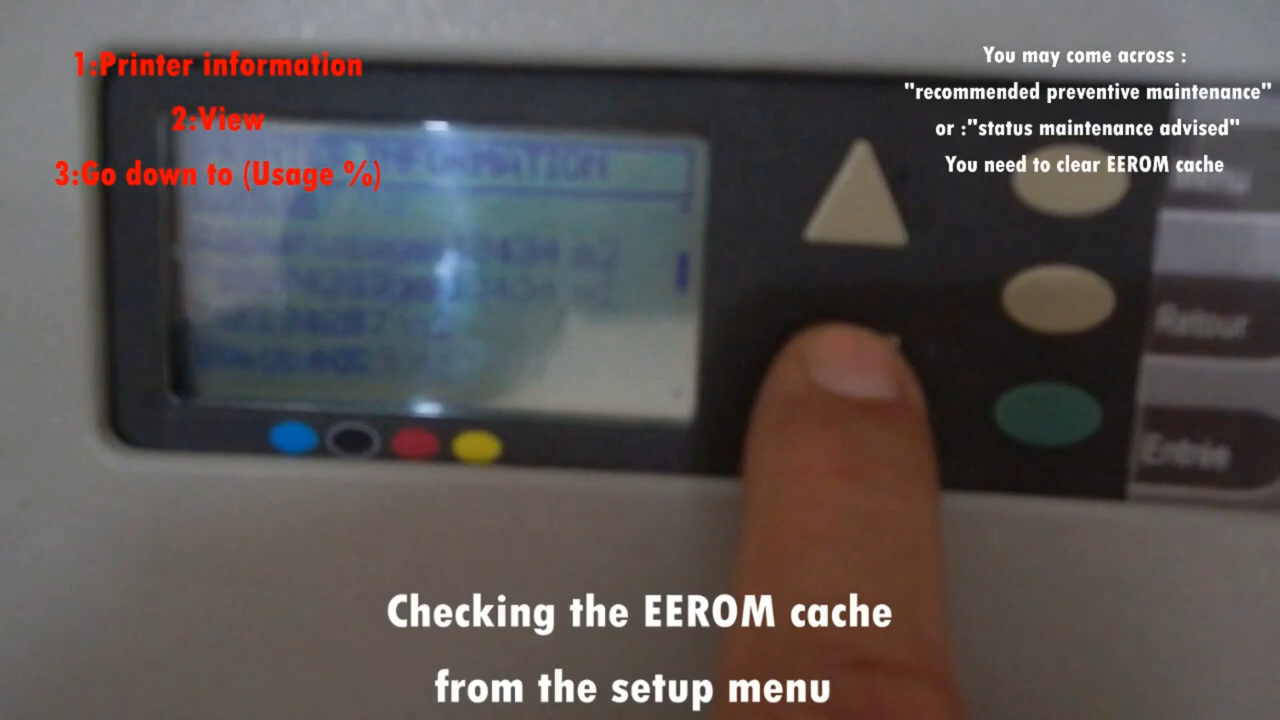 1:Printer information
2:View
3:Go down to (Usage %)
You may come across :
"recommended preventive maintenance"
or :"status maintenance advised"
You need to clear EEROM cache
Menu
Retour
Entrée
Checking the EEROM cache
from the setup menu